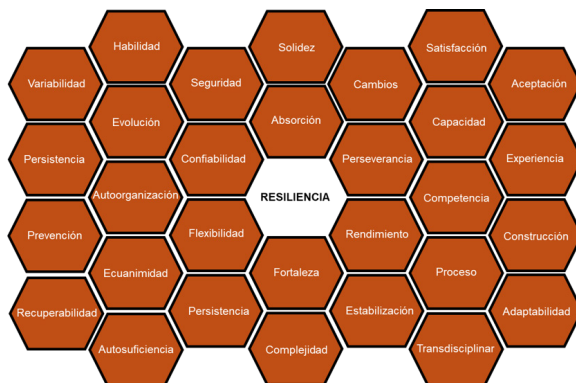 Habilidad
Solidez
Satisfacción
Variabilidad
Seguridad
Cambios
Aceptación
Evolución
Absorción
Capacidad
Persistencia
Confiabilidad
Perseverancia
Experiencia
Autoorganización
RESILIENCIA
Competencia
Prevención
Flexibilidad
Rendimiento
Construcción
Ecuanimidad
Fortaleza
Proceso
Recuperabilidad
Persistencia
Estabilización
Adaptabilidad
Autosuficiencia
Complejidad
Transdisciplinar